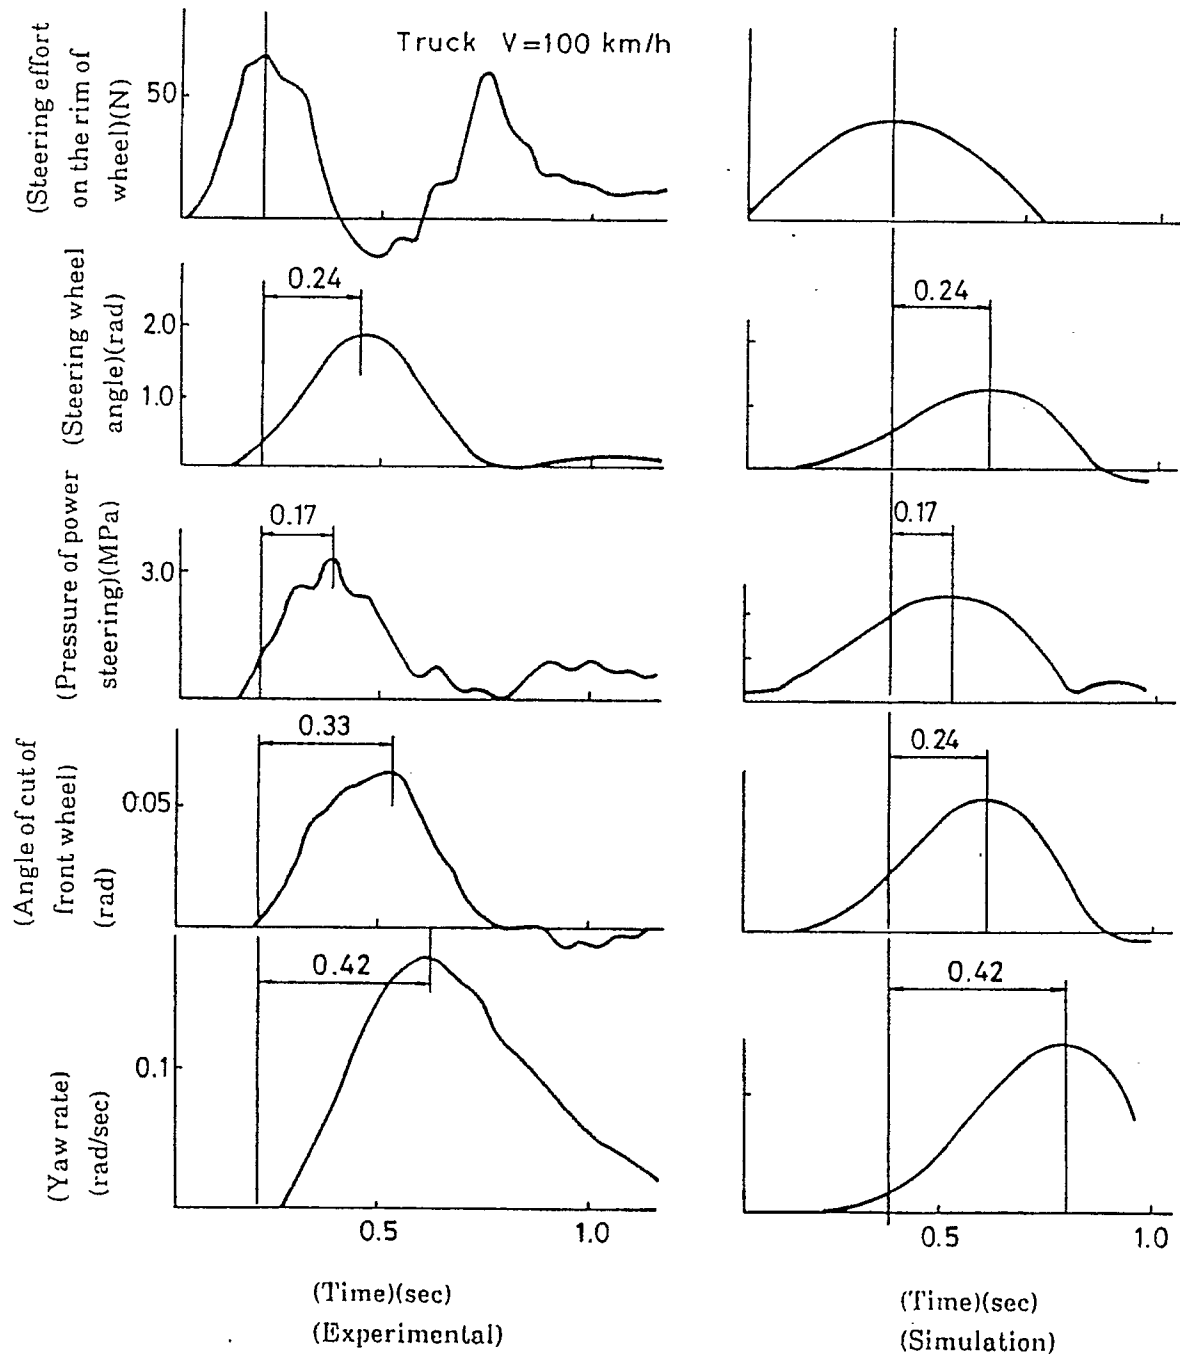 Truck V=100 km/h
(Steering effort
on the rim of
wheel)(N)
50
(Steering wheel
angle)(rad)
2.0
1.0
0.24
0.24
(Pressure of power
steering)(MPa)
3.0
0.17
0.17
(Angle of cut of
front wheel)
(rad)
0.05
0.33
0.24
(Yaw rate)
(rad/sec)
0.1
0.42
0.42
0.5
1.0
0.5
1.0
(Time)(sec)
(Experimental)
(Time)(sec)
(Simulation)